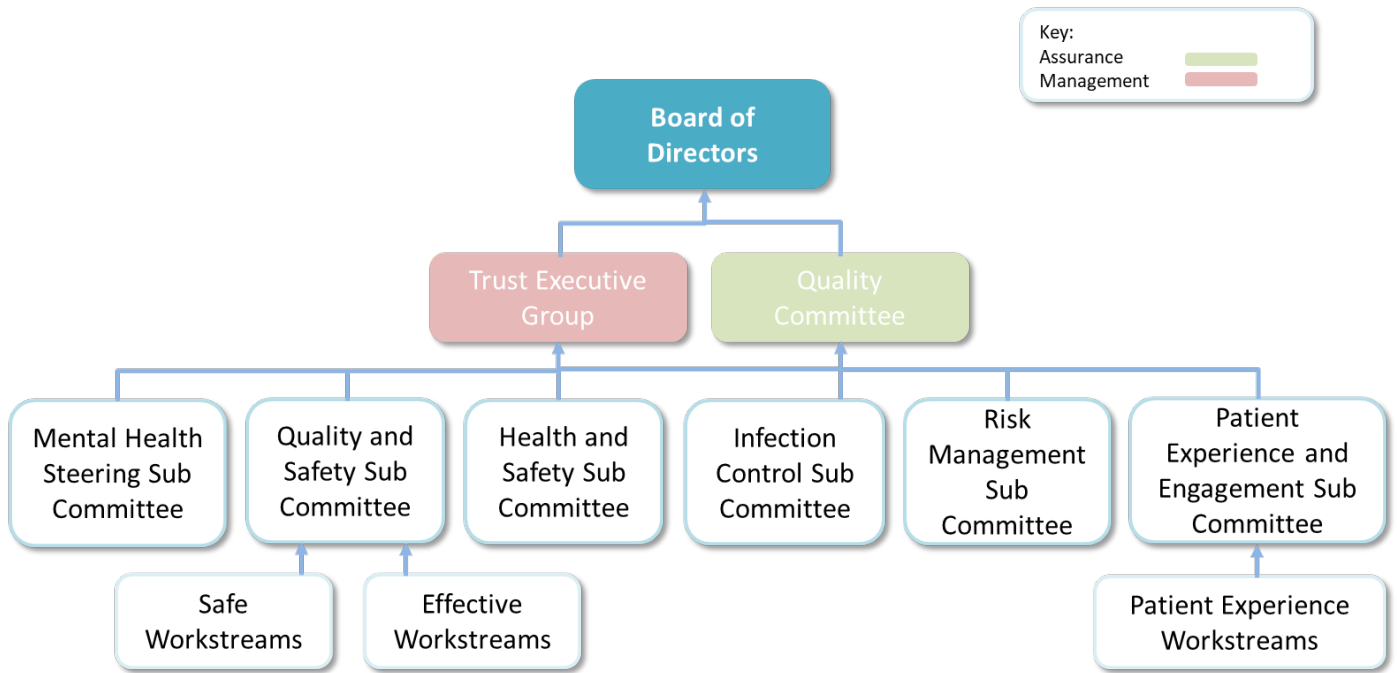 Key:
Assurance
Management
Board of
Directors
Trust Executive
Group
Quality
Committee
Mental Health
Steering Sub
Committee
Quality and
Safety Sub
Committee
Health and
Safety Sub
Committee
Infection
Control Sub
Committee
Risk
Management
Sub
Committee
Patient
Experience and
Engagement Sub
Committee
Safe
Workstreams
Effective
Workstreams
Patient Experience
Workstreams